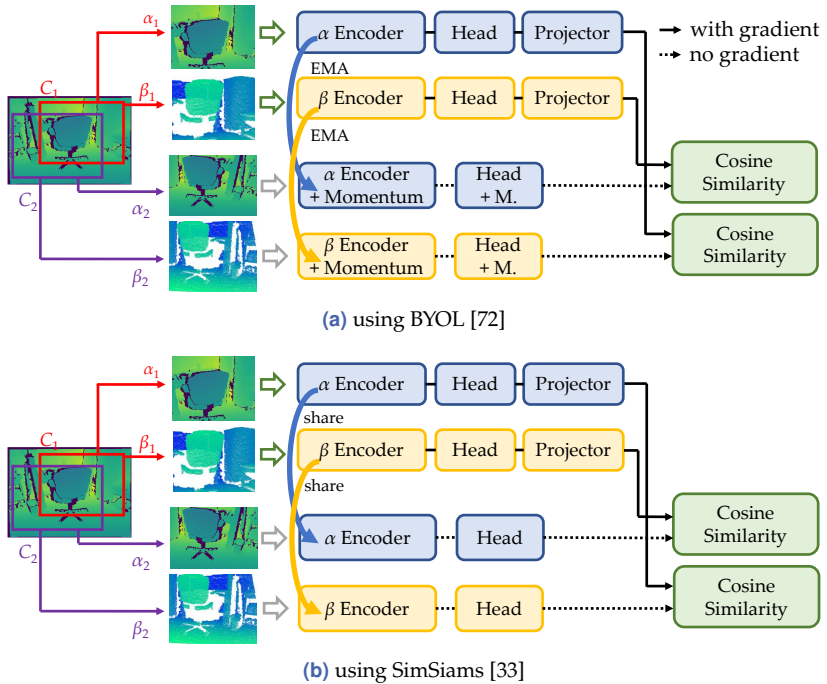 α₁
α Encoder
Head
Projector
with gradient
no gradient
EMA
C₁
β₁
β Encoder
Head
Projector
EMA
Cosine
Similarity
α Encoder
+ Momentum
Head
+ M.
C₂
α₂
Cosine
Similarity
β Encoder
+ Momentum
Head
+ M.
β₂
(a) using BYOL [72]
α₁
α Encoder
Head
Projector
share
C₁
β₁
β Encoder
Head
Projector
share
Cosine
Similarity
α Encoder
Head
C₂
α₂
Cosine
Similarity
β Encoder
Head
β₂
(b) using SimSiams [33]